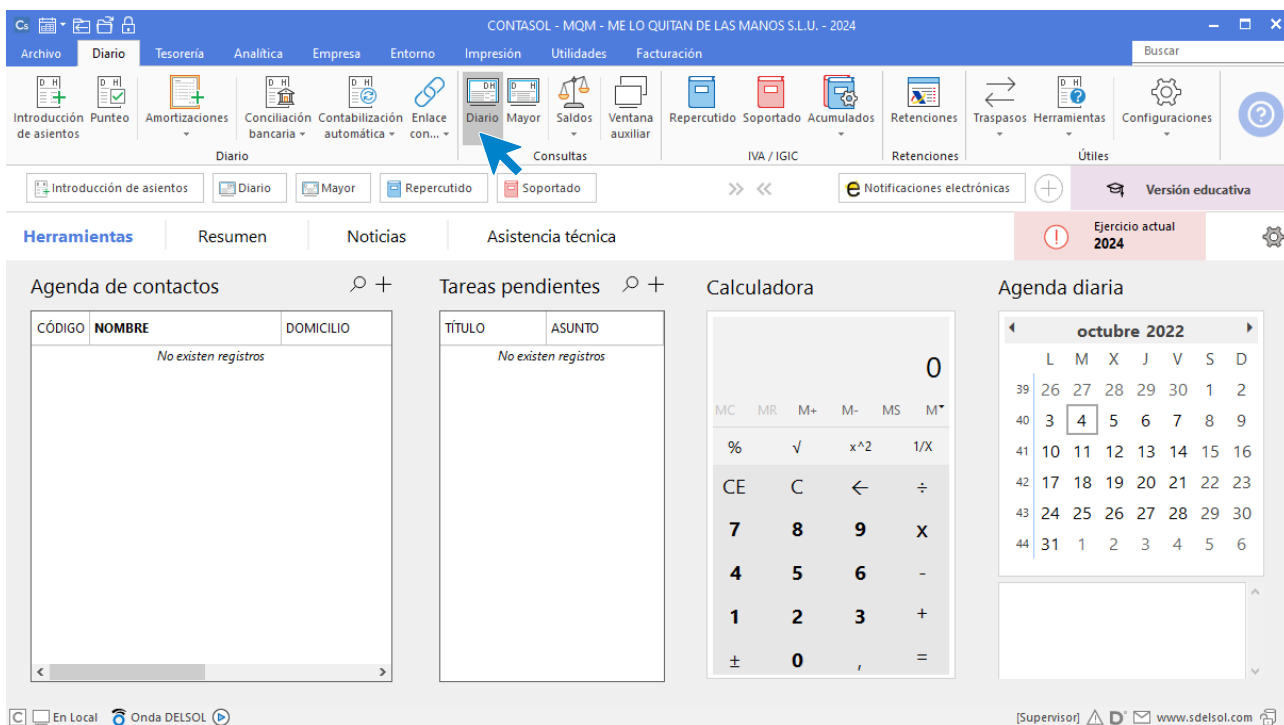 Cs CONTASOL - MQM - ME LO QUITAN DE LAS MANOS S.L.U. - 2024
Archivo Diario Tesorería Analítica Empresa Entorno Impresión Utilidades Facturación Buscar
Introducción de asientos
Punteo
Amortizaciones
Conciliación bancaria
Contabilización automática
Enlace con...
Diario
Mayor
Saldos
Ventana auxiliar
Repercutido
Soportado
Acumulados
Retenciones
Traspasos
Herramientas
Configuraciones
Diario Consultas IVA / IGIC Retenciones Útiles
Introducción de asientos Diario Mayor Repercutido Soportado Notificaciones electrónicas Versión educativa
Herramientas Resumen Noticias Asistencia técnica
Ejercicio actual
2024
Agenda de contactos
CÓDIGO NOMBRE DOMICILIO
No existen registros
Tareas pendientes
TÍTULO ASUNTO
No existen registros
Calculadora
0
MC MR M+ M- MS M
% √ x^2 1/X
CE C ← ÷
7 8 9 x
4 5 6 -
1 2 3 +
± 0 , =
Agenda diaria
octubre 2022
L M X J V S D
39 26 27 28 29 30 1 2
40 3 4 5 6 7 8 9
41 10 11 12 13 14 15 16
42 17 18 19 20 21 22 23
43 24 25 26 27 28 29 30
44 31 1 2 3 4 5 6
C En Local Onda DELSOL [Supervisor] D www.sdelsol.com